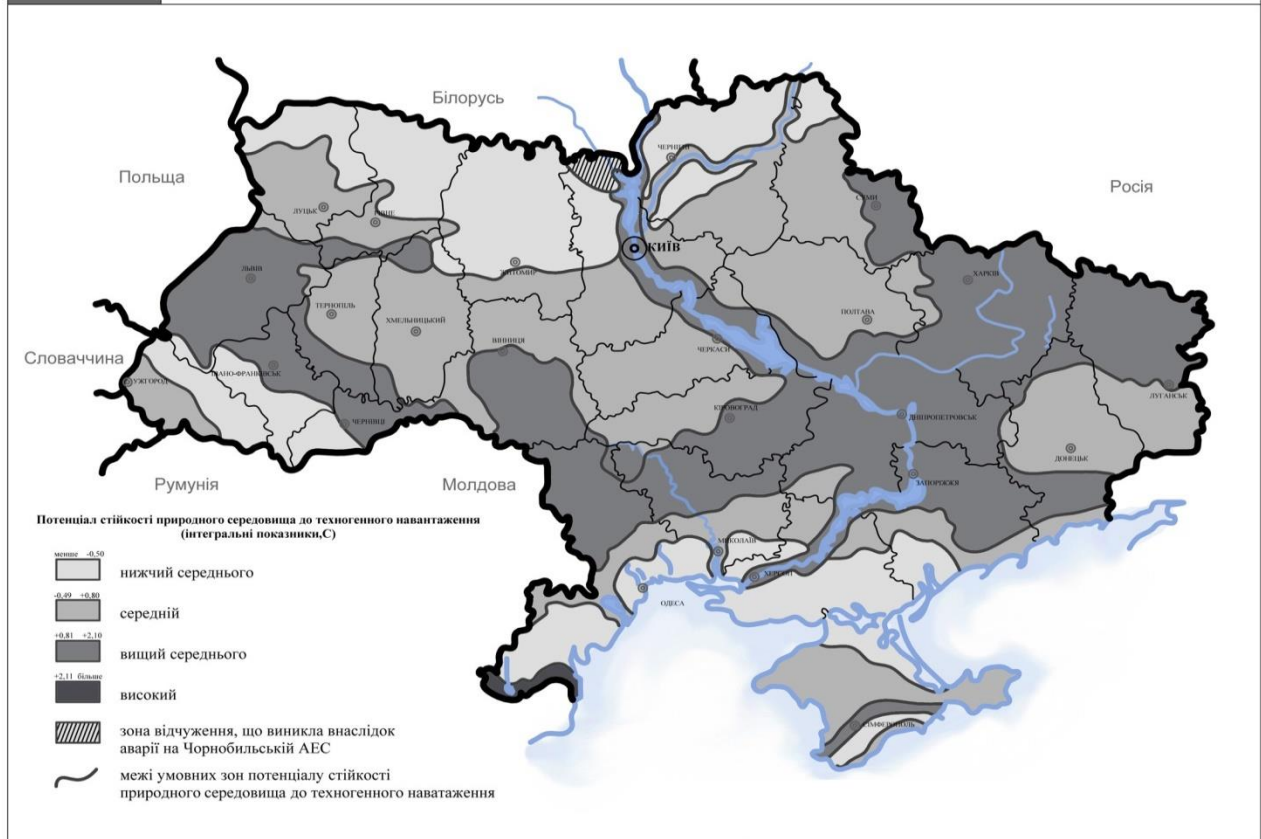 Білорусь
Польща
Росія
ЧЕРНІГІВ
СУМИ
ЛУЦЬК
РІВНЕ
КИЇВ
ЖИТОМИР
ЛЬВІВ
ХАРКІВ
ТЕРНОПІЛЬ
ХМЕЛЬНИЦЬКИЙ
ПОЛТАВА
ВІННИЦЯ
ЧЕРКАСИ
Словаччина
УЖГОРОД
ІВАНО-ФРАНКІВСЬК
ЛУГАНСЬК
ЧЕРНІВЦІ
КІРОВОГРАД
ДНІПРОПЕТРОВСЬК
ДОНЕЦЬК
Румунія
Молдова
ЗАПОРІЖЖЯ
МИКОЛАЇВ
ХЕРСОН
ОДЕСА
СІМФЕРОПОЛЬ
Потенціал стійкості природного середовища до техногенного навантаження
(інтегральні показники,С)
менше -0,50
нижчий середнього
-0,49 +0,80
середній
+0,81 +2,10
вищий середнього
+2,11 більше
високий
зона відчуження, що виникла внаслідок
аварії на Чорнобильській АЕС
межі умовних зон потенціалу стійкості
природного середовища до техногенного наватаження